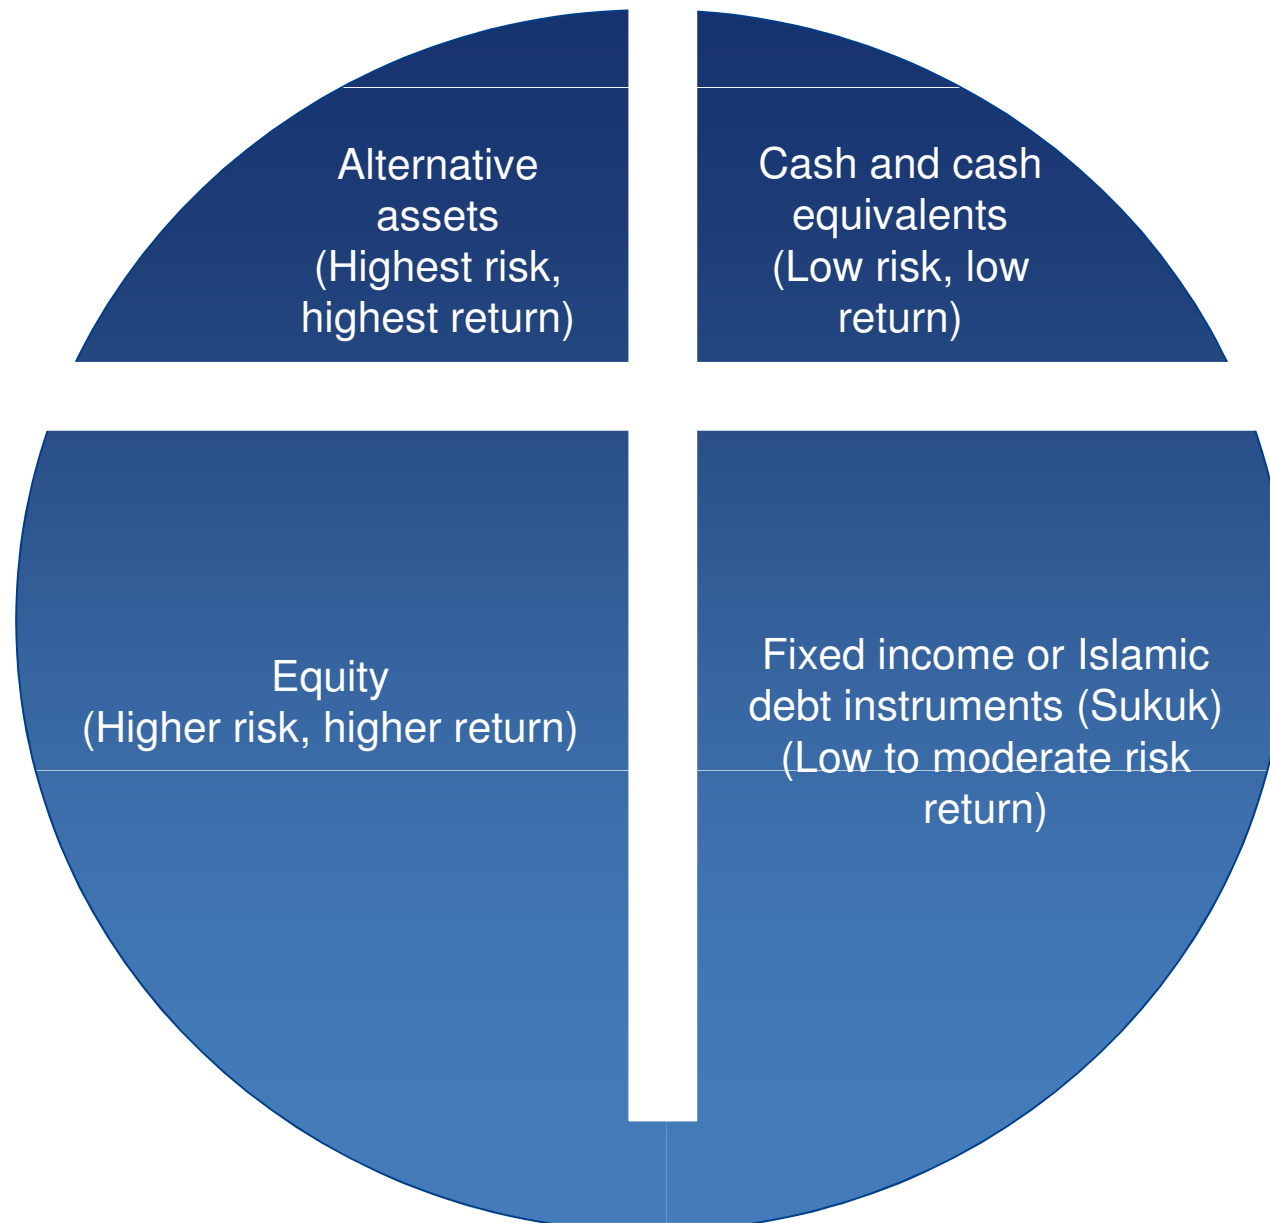 Alternative
assets
(Highest risk,
highest return)
Cash and cash
equivalents
(Low risk, low
return)
Equity
(Higher risk, higher return)
Fixed income or Islamic
debt instruments (Sukuk)
(Low to moderate risk
return)